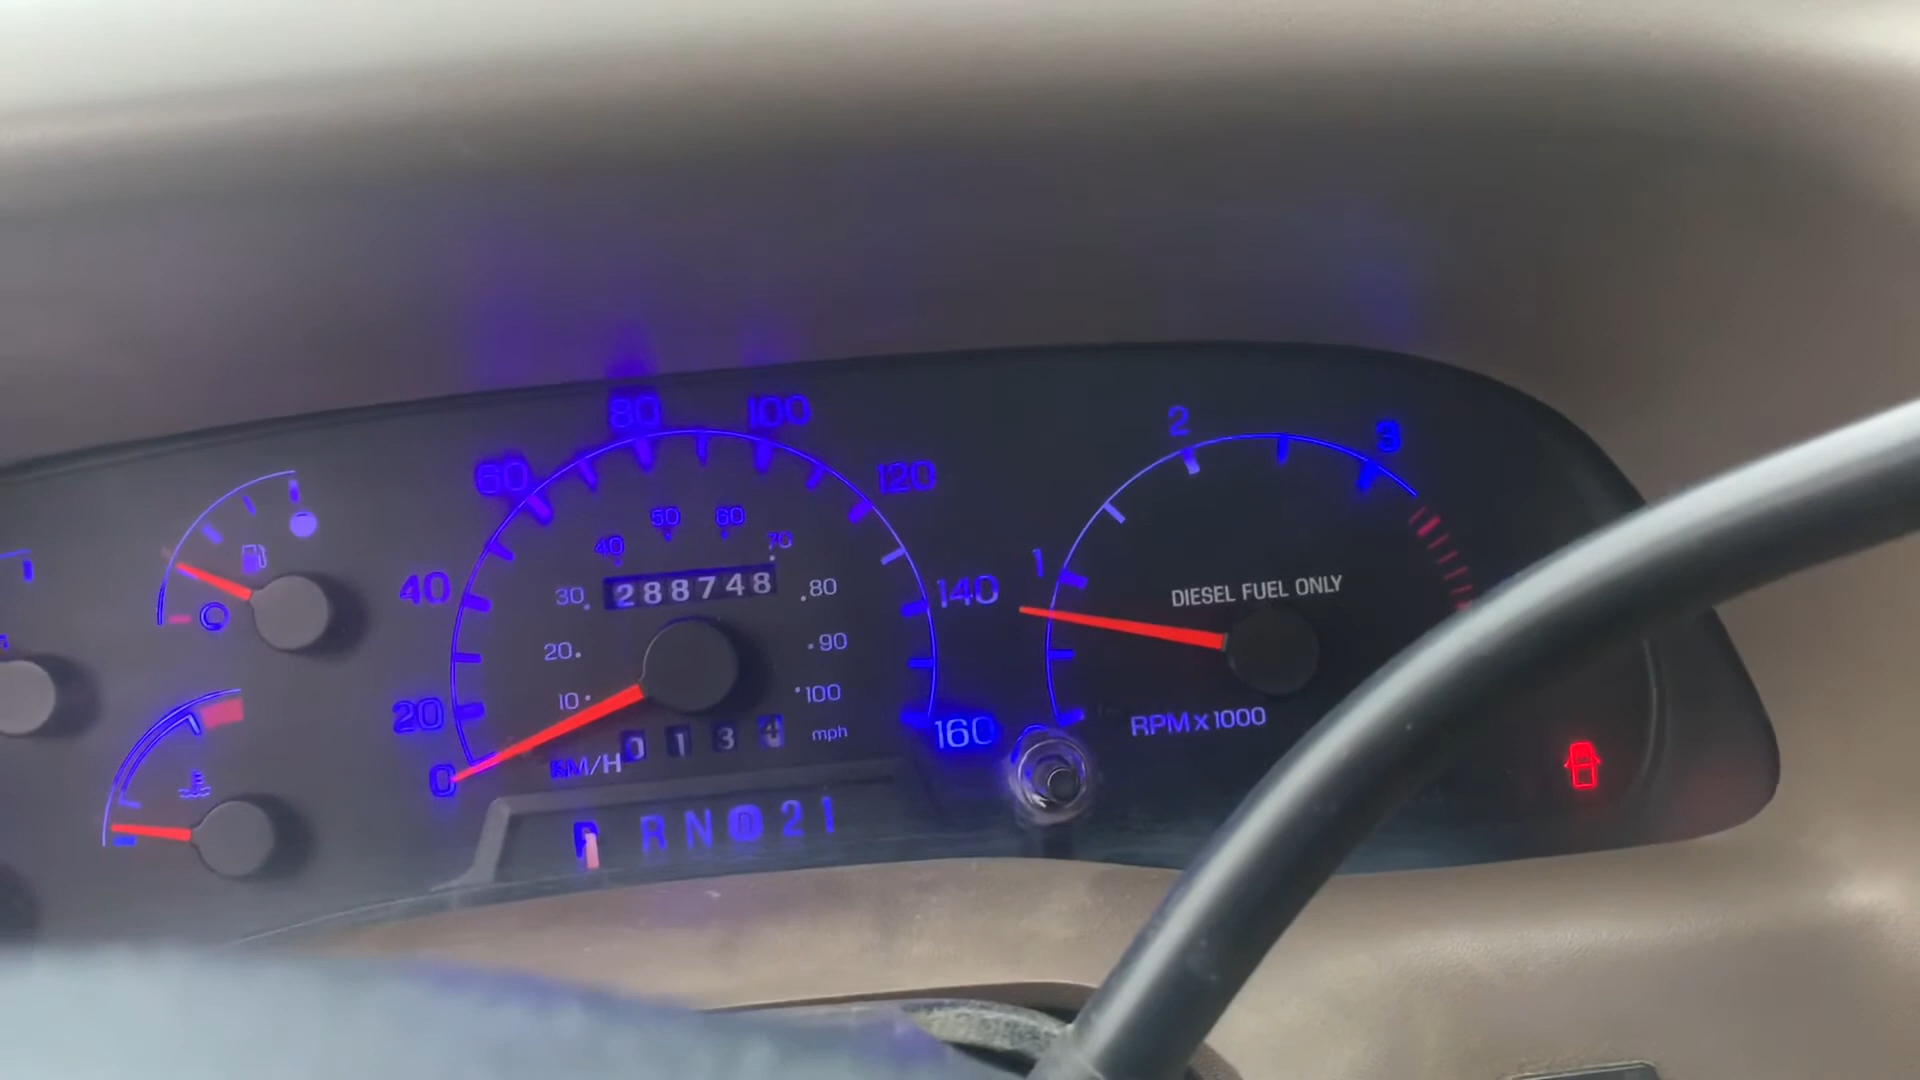 80 100
60 120
2 3
50 60
40 70
40 30 288748 80 140 1
DIESEL FUEL ONLY
20 90
10 100
20 160 RPM x 1000
0 KM/H 0134 mph
P R N D 2 1